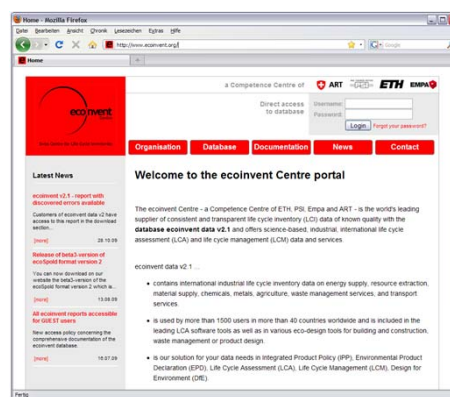 Home - Mozilla Firefox
Datei Bearbeiten Ansicht Chronik Lesezeichen Extras Hilfe
http://www.ecoinvent.org/
Google
Home
a Competence Centre of ART ETH EMPA
ecoinvent
Direct access
to database
Username:
Password:
Login Forgot your password?
Organisation Database Documentation News Contact
Latest News
ecoinvent v2.1 - report with
discovered errors available
Customers of ecoinvent data v2 have
access to this report in the download
section...
[more] 28.10.09
Release of beta3-version of
ecoSpold format version 2
You can now download on our
website the beta3-version of the
ecoSpold format version 2 which is...
[more] 13.08.09
All ecoinvent reports accessible
for GUEST users
New access policy concerning the
comprehensive documentation of the
ecoinvent database.
[more] 16.07.09
Welcome to the ecoinvent Centre portal
The ecoinvent Centre - a Competence Centre of ETH, PSI, Empa and ART - is the world's leading
supplier of consistent and transparent life cycle inventory (LCI) data of known quality with the
database ecoinvent data v2.1 and offers science-based, industrial, international life cycle
assessment (LCA) and life cycle management (LCM) data and services.
ecoinvent data v2.1 ...
• contains international industrial life cycle inventory data on energy supply, resource extraction,
material supply, chemicals, metals, agriculture, waste management services, and transport
services.
• is used by more than 1500 users in more than 40 countries worldwide and is included in the
leading LCA software tools as well as in various eco-design tools for building and construction,
waste management or product design.
• is our solution for your data needs in Integrated Product Policy (IPP), Environmental Product
Declaration (EPD), Life Cycle Assessment (LCA), Life Cycle Management (LCM), Design for
Environment (DfE).
Fertig